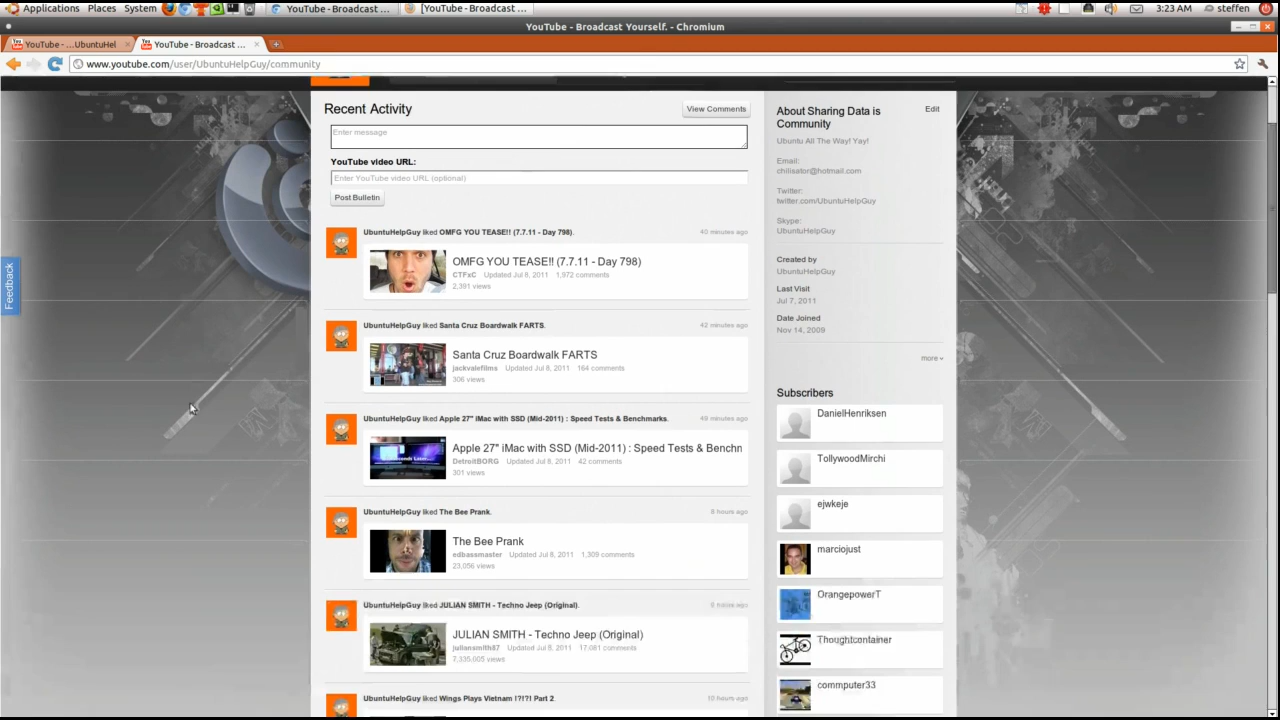 Applications Places System YouTube - Broadcast ... [YouTube - Broadcast ... 3:23 AM steffen
YouTube - Broadcast Yourself. - Chromium
YouTube - ...UbuntuHel YouTube - Broadcast ...
www.youtube.com/user/UbuntuHelpGuy/community
Recent Activity
View Comments
Enter message
YouTube video URL:
Enter YouTube video URL (optional)
Post Bulletin
UbuntuHelpGuy liked OMFG YOU TEASE!! (7.7.11 - Day 798). 40 minutes ago
OMFG YOU TEASE!! (7.7.11 - Day 798)
CTFxC Updated Jul 8, 2011 1,972 comments
2,391 views
UbuntuHelpGuy liked Santa Cruz Boardwalk FARTS. 42 minutes ago
Santa Cruz Boardwalk FARTS
jackvalefilms Updated Jul 8, 2011 164 comments
306 views
UbuntuHelpGuy liked Apple 27" iMac with SSD (Mid-2011) : Speed Tests & Benchmarks. 48 minutes ago
Apple 27" iMac with SSD (Mid-2011) : Speed Tests & Benchm
DetroitBORG Updated Jul 8, 2011 42 comments
301 views
UbuntuHelpGuy liked The Bee Prank. 8 hours ago
The Bee Prank
edbassmaster Updated Jul 8, 2011 1,309 comments
23,056 views
UbuntuHelpGuy liked JULIAN SMITH - Techno Jeep (Original). hours ago
JULIAN SMITH - Techno Jeep (Original)
juliansmith87 Updated Jul 8, 2011 17,081 comments
7,335,005 views
UbuntuHelpGuy liked Wings Plays Vietnam !?!?! Part 2 10 hours ago
About Sharing Data is
Community
Edit
Ubuntu All The Way! Yay!
Email:
chilisator@hotmail.com
Twitter:
twitter.com/UbuntuHelpGuy
Skype:
UbuntuHelpGuy
Created by
UbuntuHelpGuy
Last Visit
Jul 7, 2011
Date Joined
Nov 14, 2009
more
Subscribers
DanielHenriksen
TollywoodMirchi
ejwkeje
marciojust
OrangepowerT
Thoughtcontainer
commputer33
Feedback